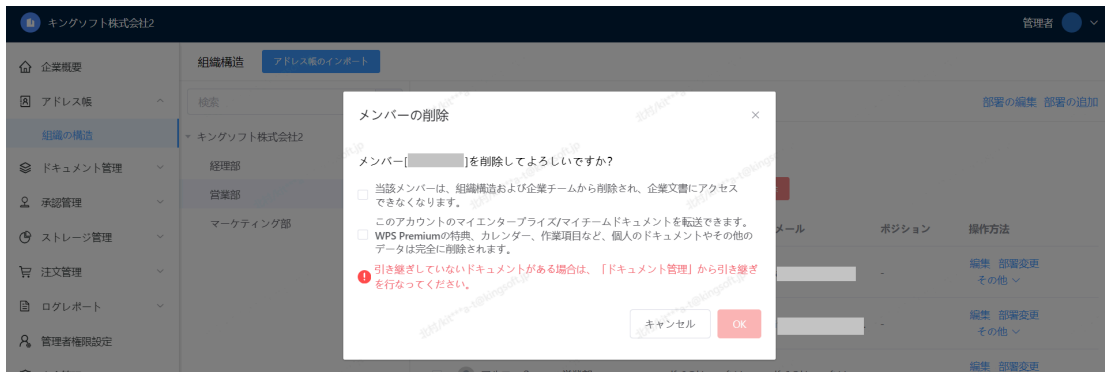 キングソフト株式会社2
管理者
企業概要
アドレス帳
組織の構造
ドキュメント管理
承認管理
ストレージ管理
注文管理
ログレポート
管理者権限設定
組織構造
アドレス帳のインポート
検索
キングソフト株式会社2
経理部
営業部
マーケティング部
部署の編集 部署の追加
メール
ポジション
操作方法
-
編集 部署変更
その他
-
編集 部署変更
その他
編集 部署変更
メンバーの削除
メンバー[ ]を削除してよろしいですか?
当該メンバーは、組織構造および企業チームから削除され、企業文書にアクセス
できなくなります。
このアカウントのマイエンタープライズ/マイチームドキュメントを転送できます。
WPS Premiumの特典、カレンダー、作業項目など、個人のドキュメントやその他の
データは完全に削除されます。
引き継ぎしていないドキュメントがある場合は、「ドキュメント管理」から引き継ぎ
を行なってください。
キャンセル
OK